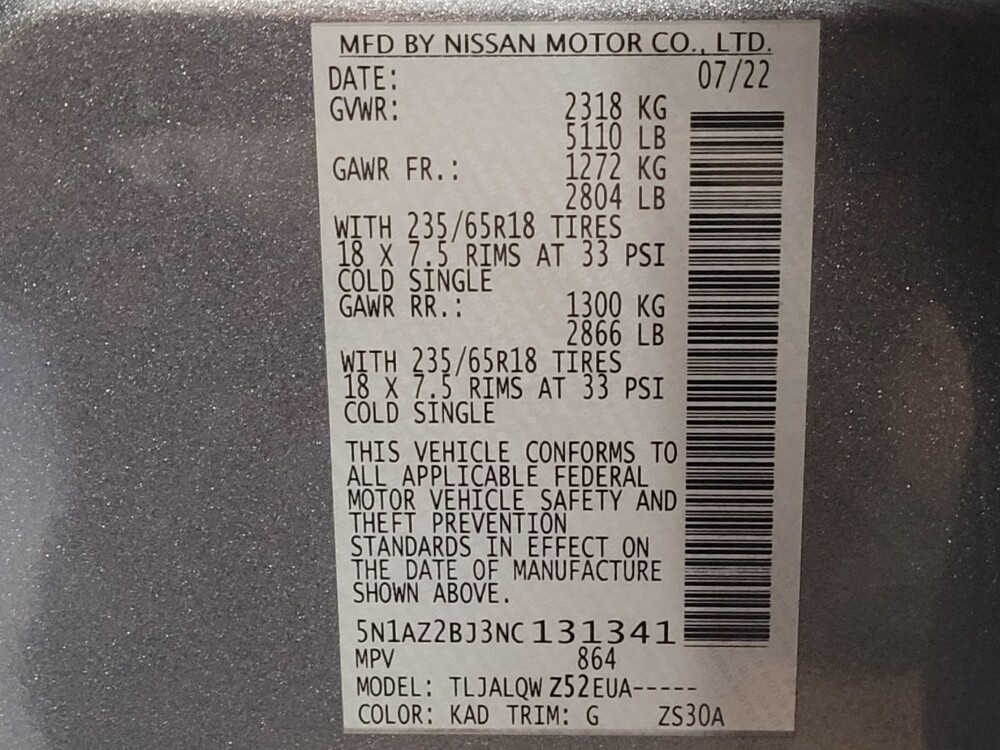 MFD BY NISSAN MOTOR CO., LTD.
DATE: 07/22
GVWR: 2318 KG
5110 LB
GAWR FR.: 1272 KG
2804 LB
WITH 235/65R18 TIRES
18 X 7.5 RIMS AT 33 PSI
COLD SINGLE
GAWR RR.: 1300 KG
2866 LB
WITH 235/65R18 TIRES
18 X 7.5 RIMS AT 33 PSI
COLD SINGLE
THIS VEHICLE CONFORMS TO
ALL APPLICABLE FEDERAL
MOTOR VEHICLE SAFETY AND
THEFT PREVENTION
STANDARDS IN EFFECT ON
THE DATE OF MANUFACTURE
SHOWN ABOVE.
5N1AZ2BJ3NC131341
MPV 864
MODEL: TLJALQW Z52EUA-----
COLOR: KAD TRIM: G ZS30A